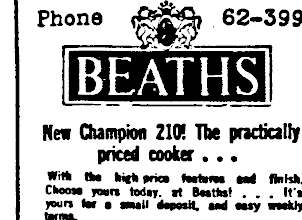 Phone 62-399
BEATHS
New Champion 210! The practically
priced cooker . . .
With the high price features and finish.
Choose yours today, at Beaths! . . . It's
yours for a small deposit, and easy weekly
terms.